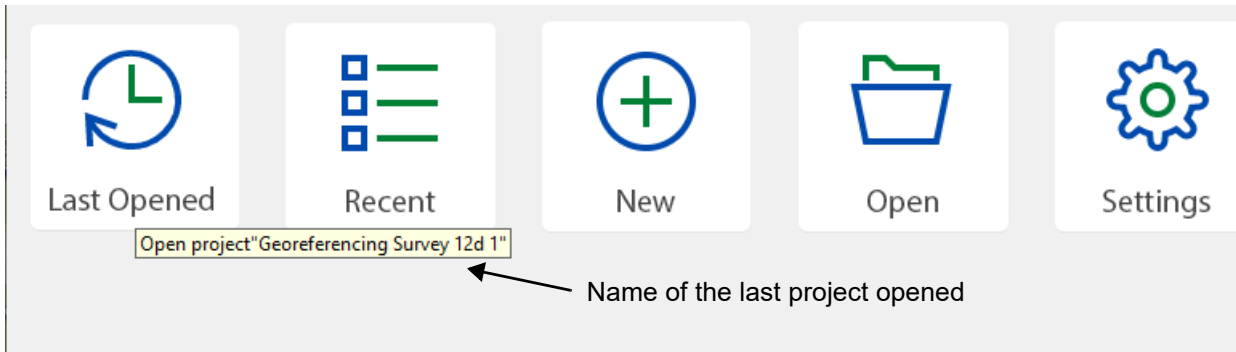 Last Opened
Recent
New
Open
Settings
Open project"Georeferencing Survey 12d 1"
Name of the last project opened